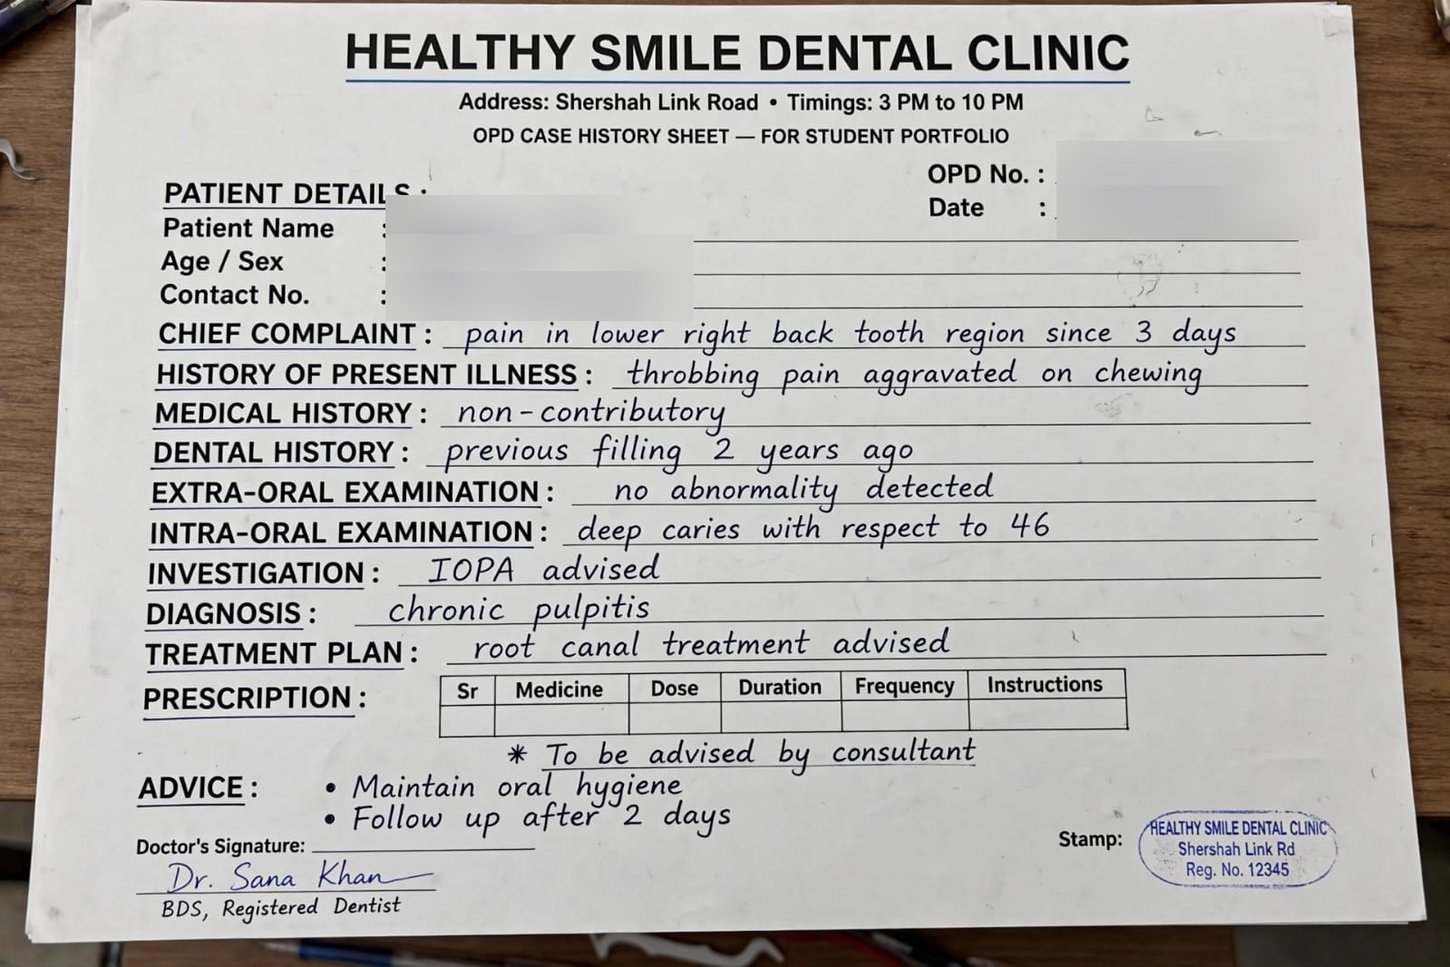 HEALTHY SMILE DENTAL CLINIC
Address: Shershah Link Road • Timings: 3 PM to 10 PM
OPD CASE HISTORY SHEET — FOR STUDENT PORTFOLIO
OPD No. :
Date :
PATIENT DETAILS :
Patient Name :
Age / Sex :
Contact No. :
CHIEF COMPLAINT : pain in lower right back tooth region since 3 days
HISTORY OF PRESENT ILLNESS : throbbing pain aggravated on chewing
MEDICAL HISTORY : non-contributory
DENTAL HISTORY : previous filling 2 years ago
EXTRA-ORAL EXAMINATION : no abnormality detected
INTRA-ORAL EXAMINATION : deep caries with respect to 46
INVESTIGATION : IOPA advised
DIAGNOSIS : chronic pulpitis
TREATMENT PLAN : root canal treatment advised
PRESCRIPTION : Sr Medicine Dose Duration Frequency Instructions
* To be advised by consultant
ADVICE : • Maintain oral hygiene
• Follow up after 2 days
Doctor's Signature:
Dr. Sana Khan
BDS, Registered Dentist
Stamp:
HEALTHY SMILE DENTAL CLINIC
Shershah Link Rd
Reg. No. 12345